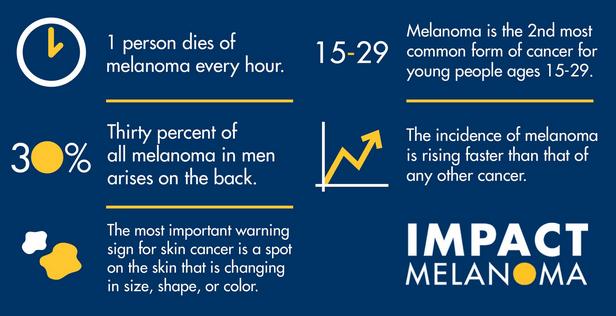 1 person dies of
melanoma every hour.
30%
Thirty percent of
all melanoma in men
arises on the back.
The most important warning
sign for skin cancer is a spot
on the skin that is changing
in size, shape, or color.
15-29
Melanoma is the 2nd most
common form of cancer for
young people ages 15-29.
The incidence of melanoma
is rising faster than that of
any other cancer.
IMPACT
MELANOMA